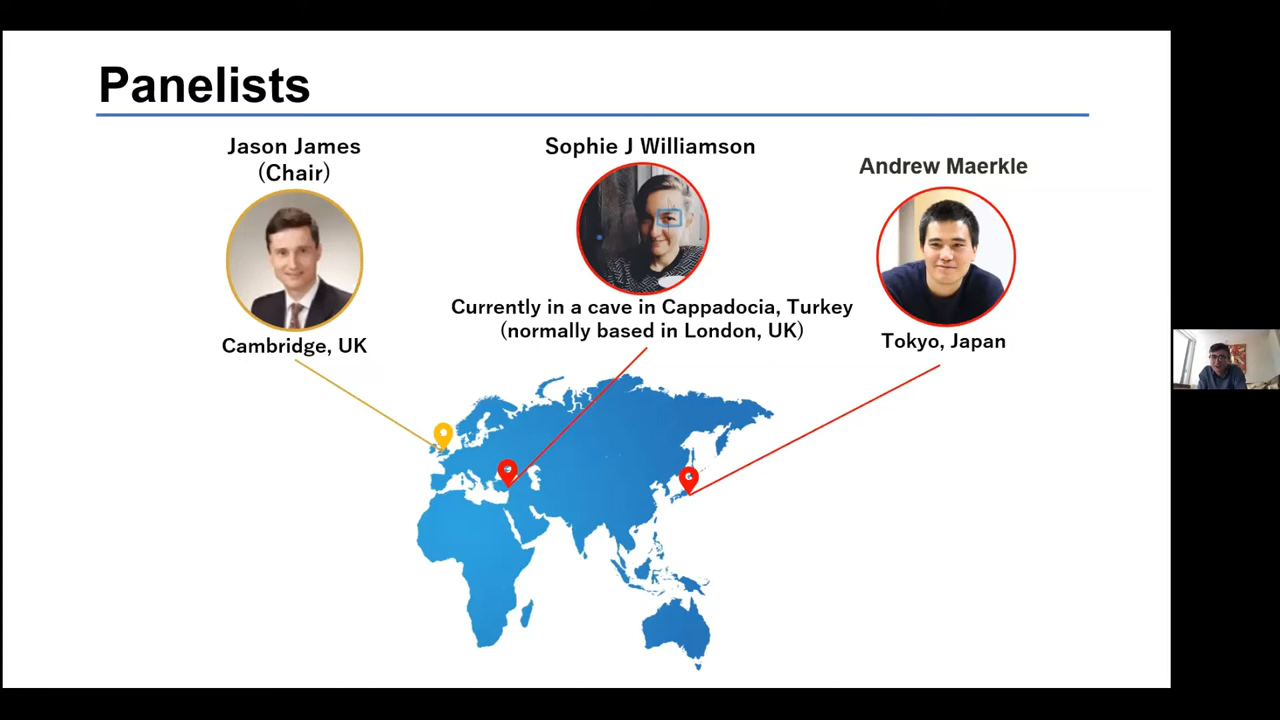 Panelists
Jason James
(Chair)
Cambridge, UK
Sophie J Williamson
Currently in a cave in Cappadocia, Turkey
(normally based in London, UK)
Andrew Maerkle
Tokyo, Japan